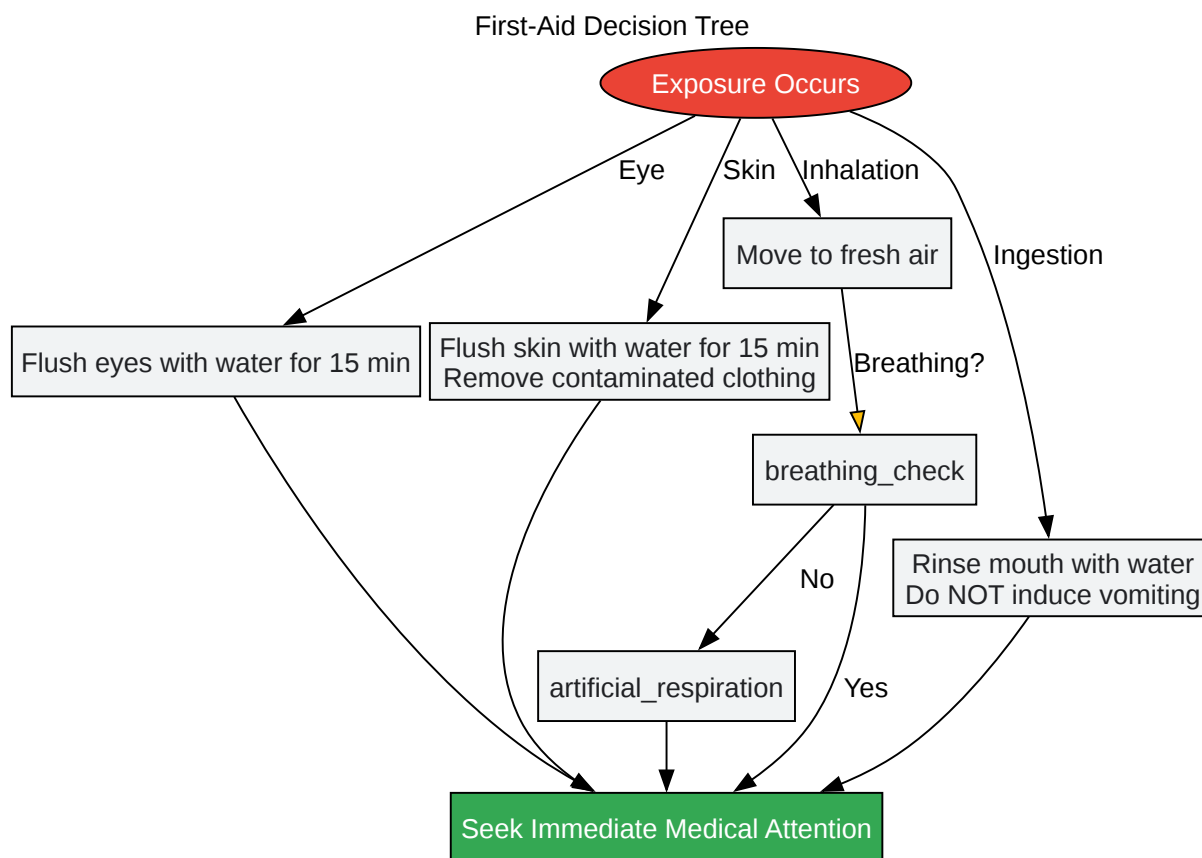 First-Aid Decision Tree
Exposure Occurs
Eye
Skin
Inhalation
Move to fresh air
Ingestion
Flush eyes with water for 15 min
Flush skin with water for 15 min
Remove contaminated clothing
Breathing?
breathing_check
Rinse mouth with water
Do NOT induce vomiting
No
artificial_respiration
Yes
Seek Immediate Medical Attention